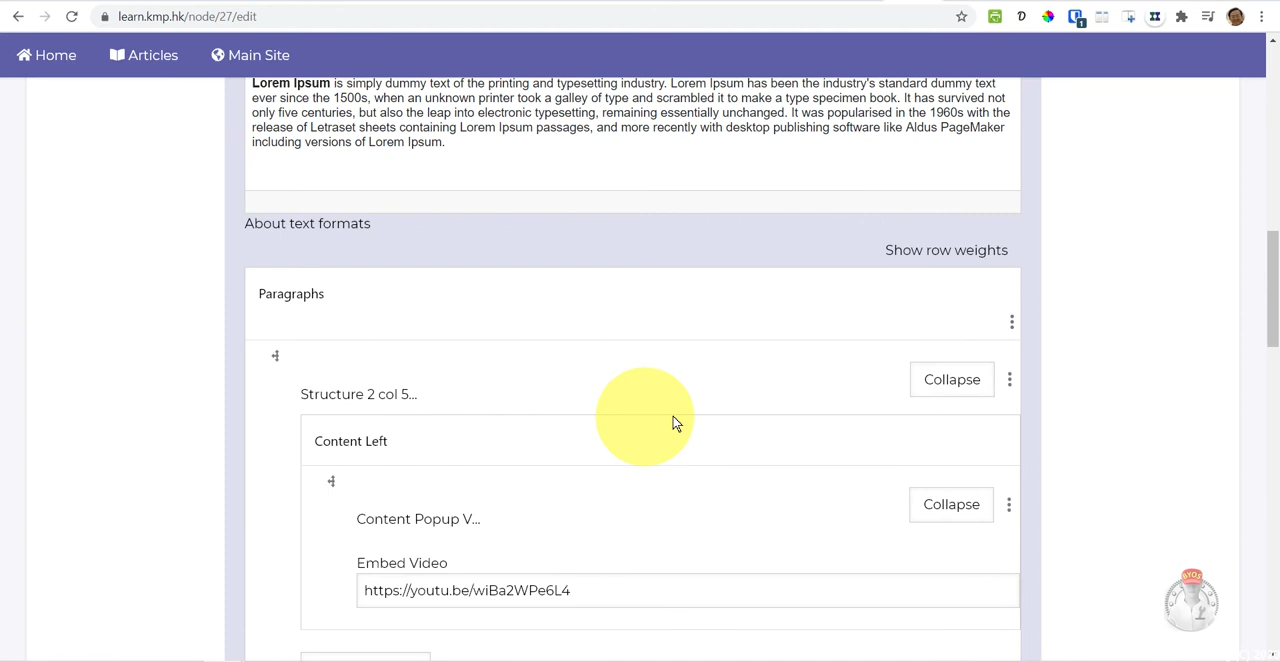 learn.kmp.hk/node/27/edit
1
Home Articles Main Site
Lorem Ipsum is simply dummy text of the printing and typesetting industry. Lorem Ipsum has been the industry's standard dummy text
ever since the 1500s, when an unknown printer took a galley of type and scrambled it to make a type specimen book. It has survived not
only five centuries, but also the leap into electronic typesetting, remaining essentially unchanged. It was popularised in the 1960s with the
release of Letraset sheets containing Lorem Ipsum passages, and more recently with desktop publishing software like Aldus PageMaker
including versions of Lorem Ipsum.
About text formats
Show row weights
Paragraphs
Collapse
Structure 2 col 5...
Content Left
Collapse
Content Popup V...
Embed Video
https://youtu.be/wiBa2WPe6L4
BYOS